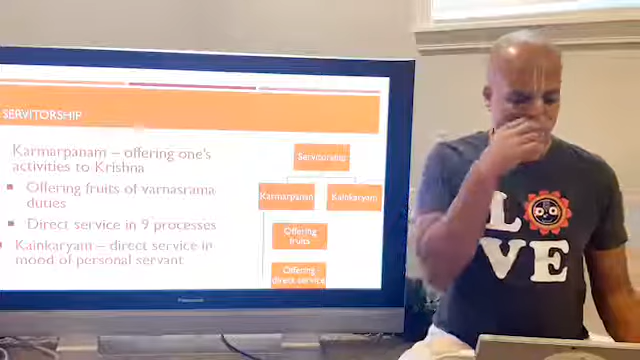 SERVITORSHIP
Karmarpanam – offering one's
activities to Krishna
Offering fruits of varnasrama
duties
Direct service in 9 processes
Kainkaryam – direct service in
mood of personal servant
Servitorship
Karmarpanam
Kainkaryam
Offering
fruits
Offering
direct service
Panasonic
L
VE